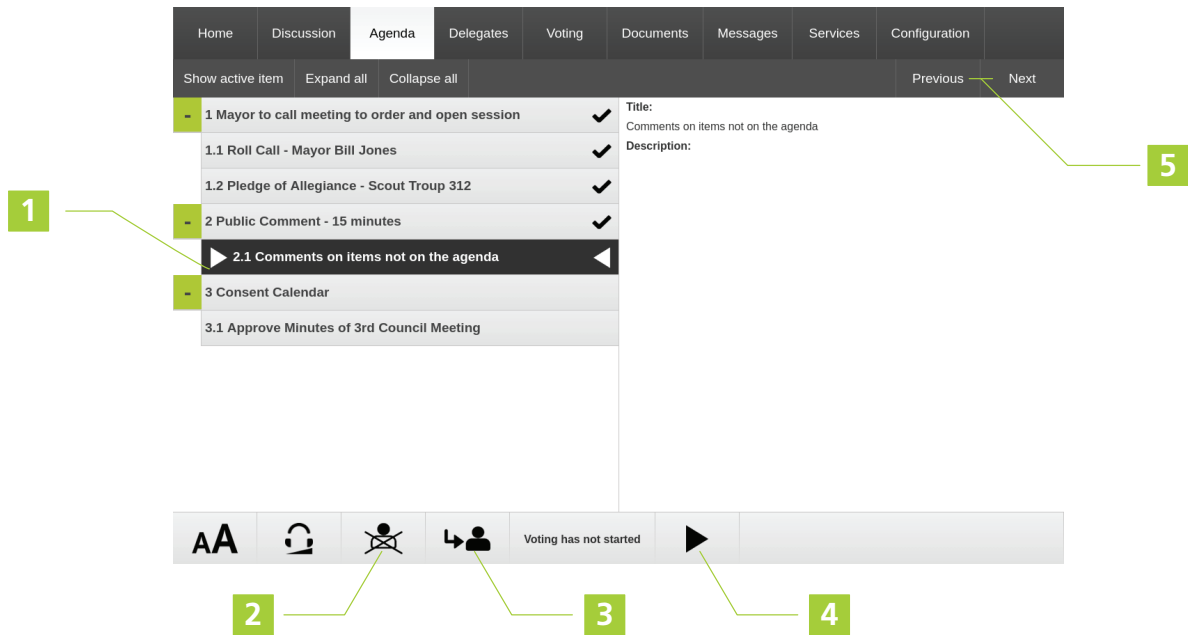 Home Discussion Agenda Delegates Voting Documents Messages Services Configuration
Show active item Expand all Collapse all Previous Next
- 1 Mayor to call meeting to order and open session
Title:
Comments on items not on the agenda
Description:
1.1 Roll Call - Mayor Bill Jones
1.2 Pledge of Allegiance - Scout Troup 312
- 2 Public Comment - 15 minutes
2.1 Comments on items not on the agenda
- 3 Consent Calendar
3.1 Approve Minutes of 3rd Council Meeting
1
5
AA Voting has not started
2 3 4